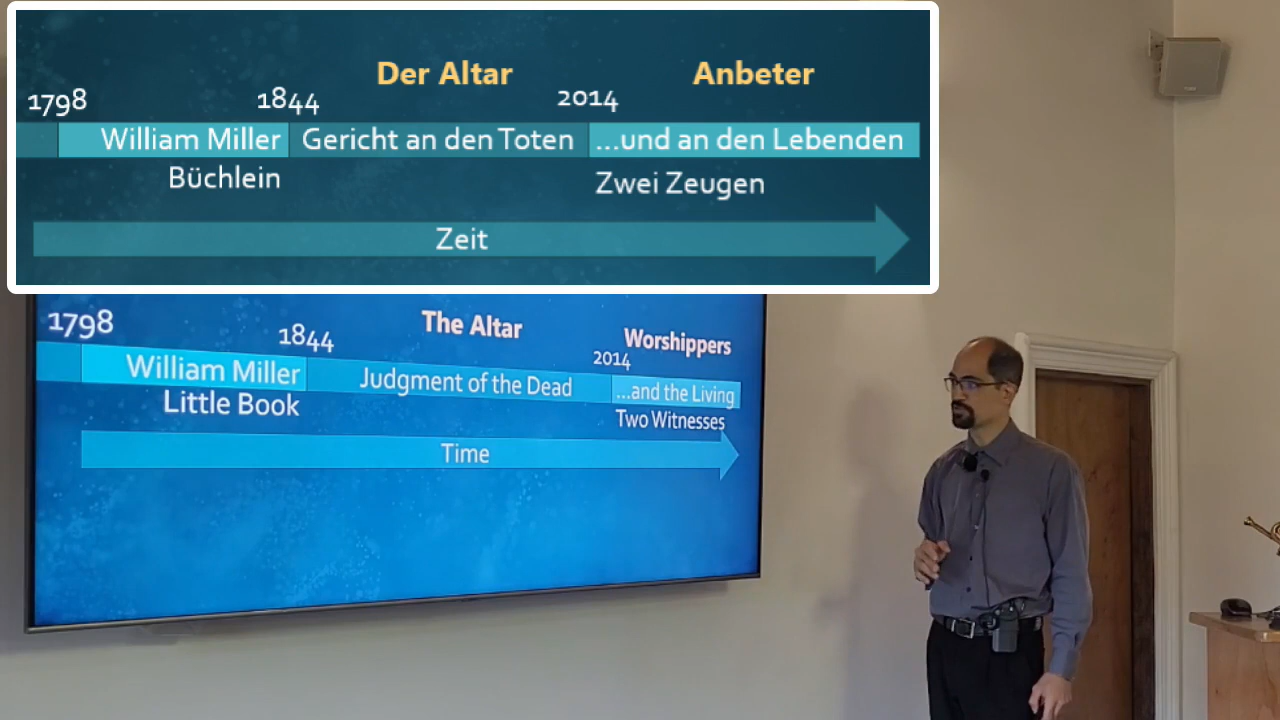 Der Altar
Anbeter
1798
1844
2014
William Miller
Gericht an den Toten
...und an den Lebenden
Büchlein
Zwei Zeugen
Zeit
1798
1844
The Altar
2014
Worshippers
William Miller
Judgment of the Dead
...and the Living
Little Book
Two Witnesses
Time